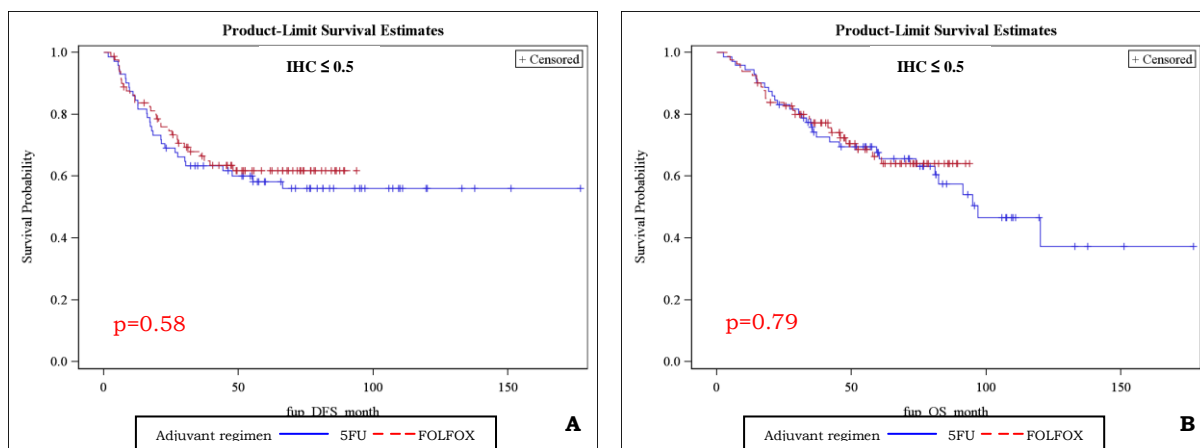 Product-Limit Survival Estimates
IHC ≤ 0.5
+ Censored
1.0
0.8
0.6
0.4
0.2
0.0
Survival Probability
p=0.58
0
50
100
150
fup_DFS_month
Adjuvant regimen 5FU FOLFOX
A
Product-Limit Survival Estimates
IHC ≤ 0.5
+ Censored
1.0
0.8
0.6
0.4
0.2
0.0
Survival Probability
p=0.79
0
50
100
150
fup_OS_month
Adjuvant regimen 5FU FOLFOX
B